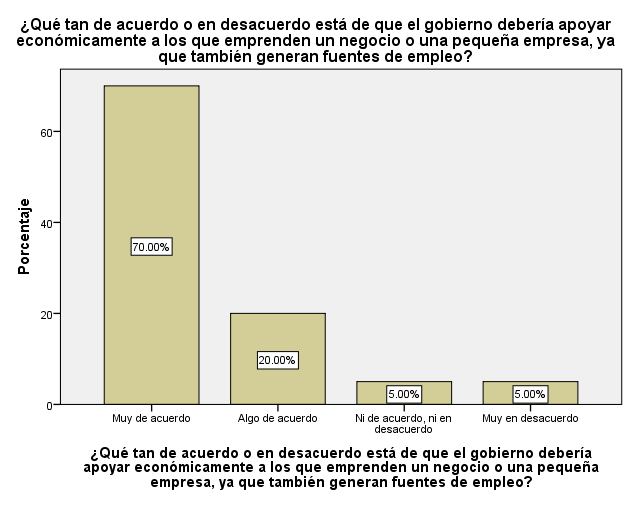 ¿Qué tan de acuerdo o en desacuerdo está de que el gobierno debería apoyar
económicamente a los que emprenden un negocio o una pequeña empresa, ya
que también generan fuentes de empleo?
Porcentaje
60
40
20
0
70.00%
20.00%
5.00%
5.00%
Muy de acuerdo
Algo de acuerdo
Ni de acuerdo, ni en
desacuerdo
Muy en desacuerdo
¿Qué tan de acuerdo o en desacuerdo está de que el gobierno debería
apoyar económicamente a los que emprenden un negocio o una pequeña
empresa, ya que también generan fuentes de empleo?